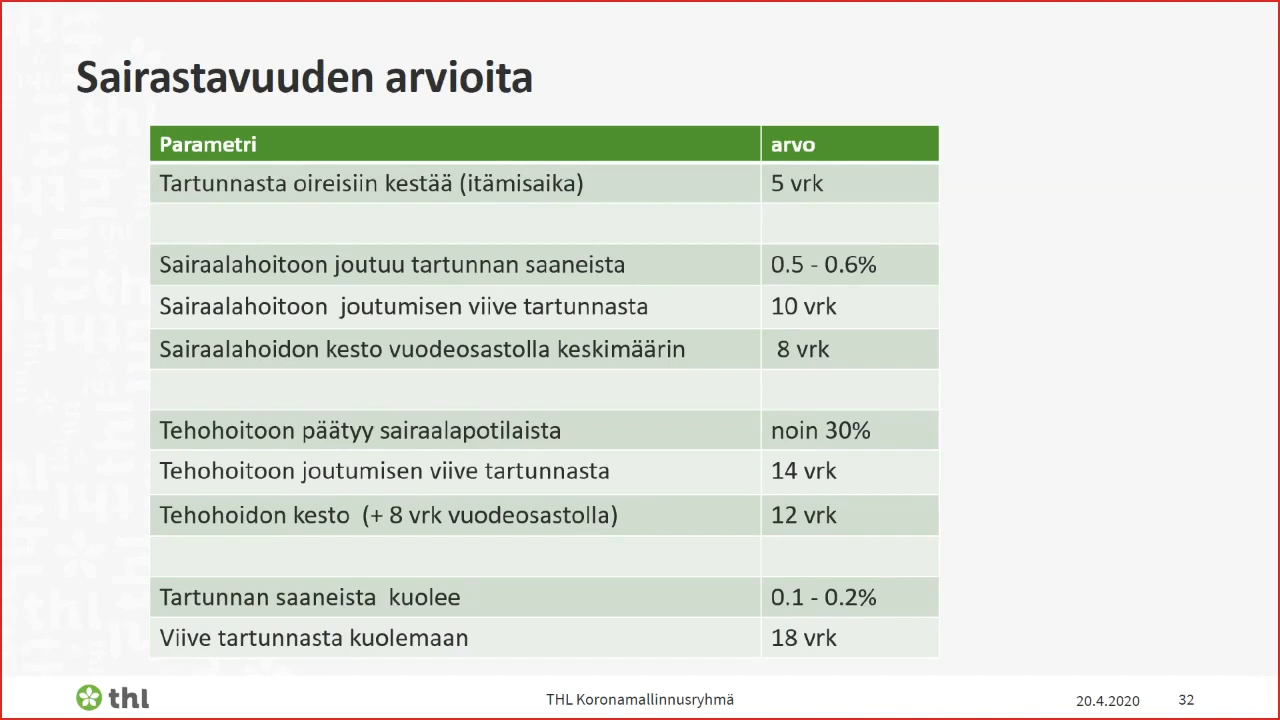 Sairastavuuden arvioita
Parametri arvo
Tartunnasta oireisiin kestää (itämisaika) 5 vrk
Sairaalahoitoon joutuu tartunnan saaneista 0.5 - 0.6%
Sairaalahoitoon joutumisen viive tartunnasta 10 vrk
Sairaalahoidon kesto vuodeosastolla keskimäärin 8 vrk
Tehohoitoon päätyy sairaalapotilaista noin 30%
Tehohoitoon joutumisen viive tartunnasta 14 vrk
Tehohoidon kesto (+ 8 vrk vuodeosastolla) 12 vrk
Tartunnan saaneista kuolee 0.1 - 0.2%
Viive tartunnasta kuolemaan 18 vrk
thl THL Koronamallinnusryhmä 20.4.2020 32